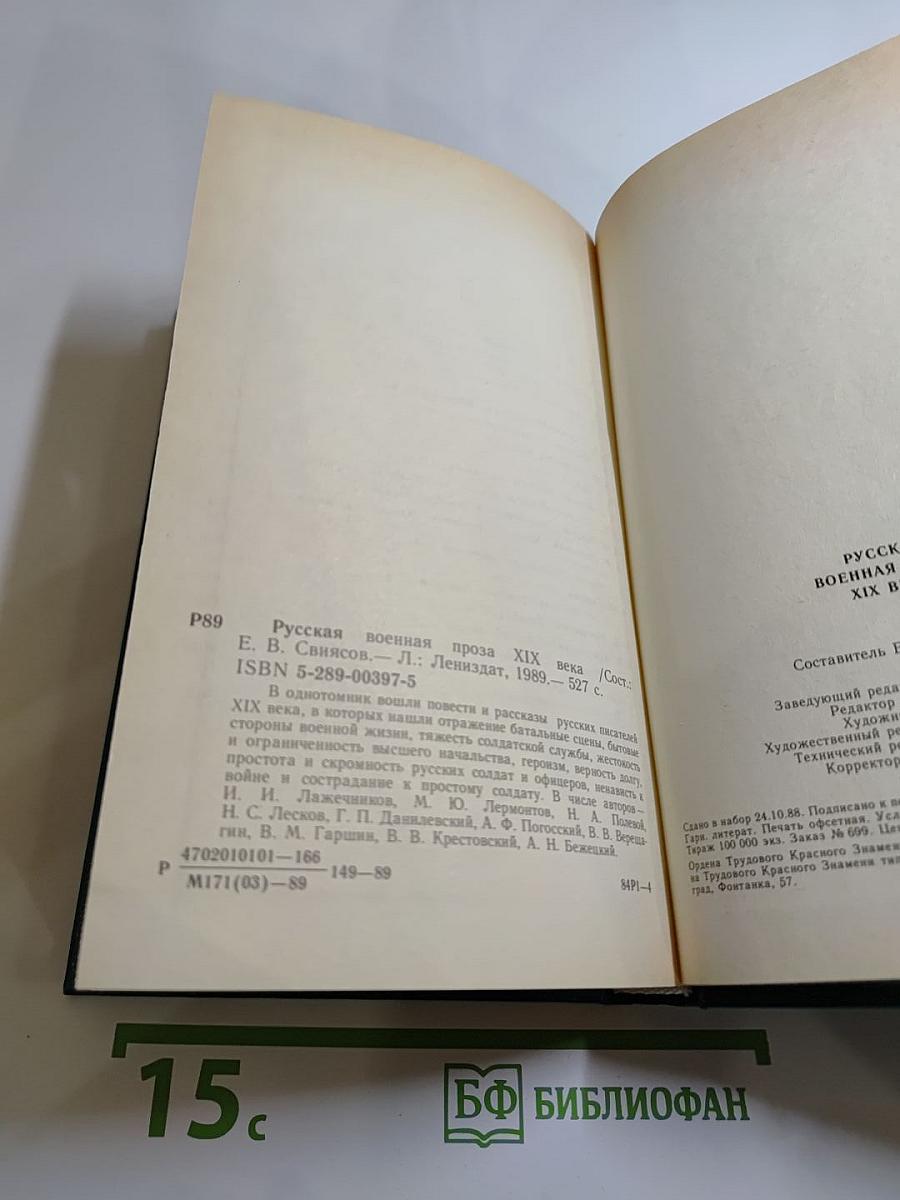 Р89 Русская военная проза XIX века /Сост.:
Е. В. Свиясов.— Л.: Лениздат, 1989.— 527 с.
ISBN 5-289-00397-5
В однотомник вошли повести и рассказы русских писателей
XIX века, в которых нашли отражение батальные сцены, бытовые
стороны военной жизни, тяжесть солдатской службы, жестокость
и ограниченность высшего начальства, героизм, верность долгу,
простота и скромность русских солдат и офицеров, ненависть к
войне и сострадание к простому солдату. В числе авторов —
И. И. Лажечников, М. Ю. Лермонтов, Н. А. Полевой,
Н. С. Лесков, Г. П. Данилевский, А. Ф. Погосский, В. В. Вереща-
гин, В. М. Гаршин, В. В. Крестовский, А. Н. Бежецкий.
Р 4702010101—166
М171(03)—89
149—89
84Р1—4
РУССК
ВОЕННАЯ
XIX В
Составитель Е
Заведующий реда
Редактор
Художни
Художественный ре
Технический ре
Корректор
Сдано в набор 24.10.88. Подписано к пе
Гарн. литерат. Печать офсетная. Усл
Тираж 100 000 экз. Заказ № 699. Цен
Ордена Трудового Красного Знамен
на Трудового Красного Знамени тип
град, Фонтанка, 57.
15 с
БФ БИБЛИОФАН